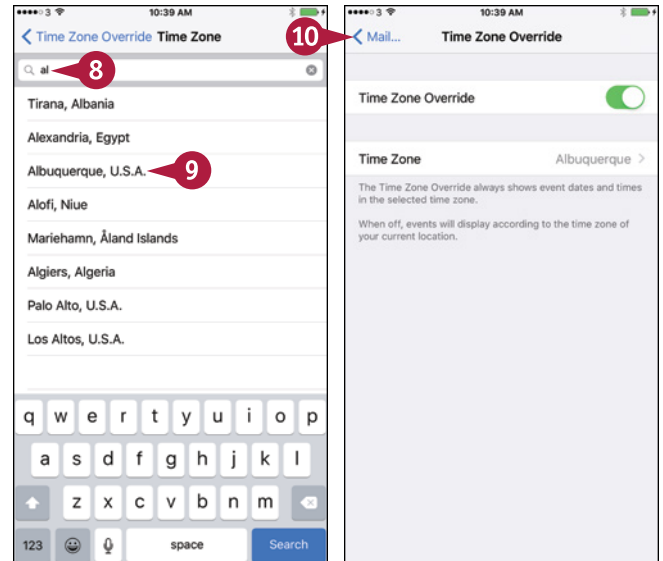 3 10:39 AM
Time Zone Override Time Zone
al 8
Tirana, Albania
Alexandria, Egypt
Albuquerque, U.S.A. 9
Alofi, Niue
Mariehamn, Åland Islands
Algiers, Algeria
Palo Alto, U.S.A.
Los Altos, U.S.A.
q w e r t y u i o p
a s d f g h j k l
z x c v b n m
123 space Search
3 10:39 AM
10 Mail... Time Zone Override
Time Zone Override
Time Zone Albuquerque
The Time Zone Override always shows event dates and times
in the selected time zone.
When off, events will display according to the time zone of
your current location.